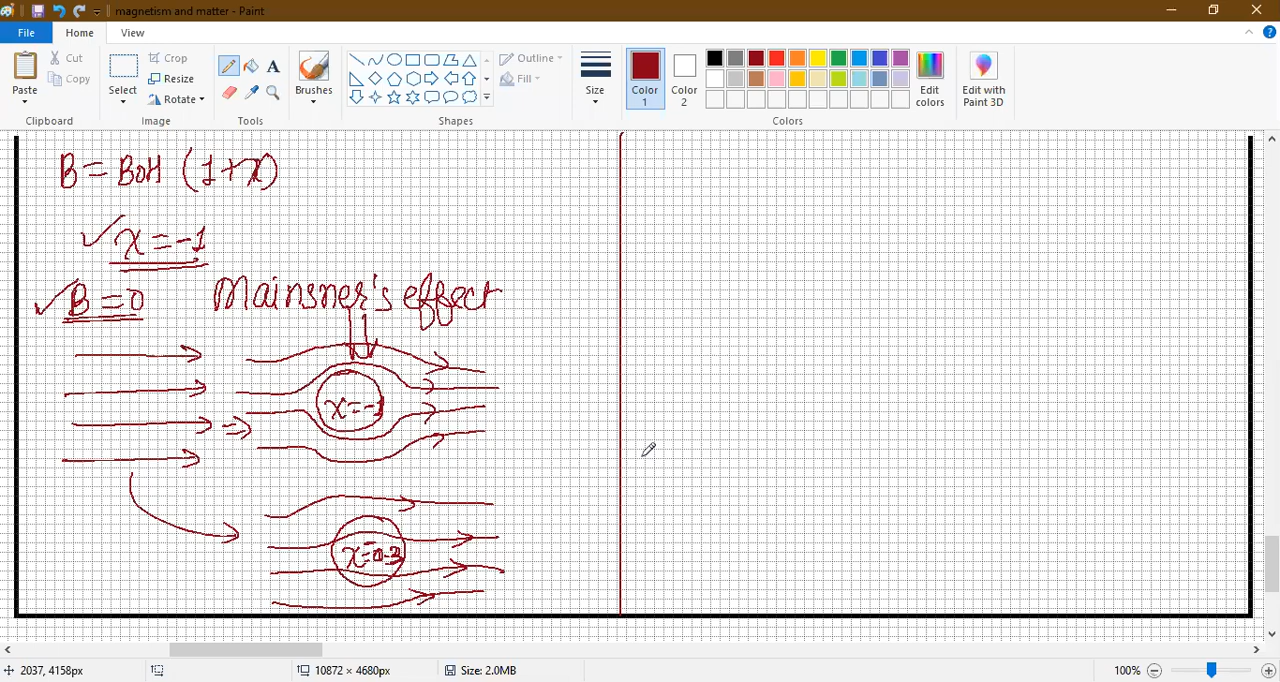 magnetism and matter - Paint
File Home View
Paste Cut Copy
Clipboard
Select Crop Resize Rotate
Image
Tools
Brushes
Outline Fill
Shapes
Size
Color 1 Color 2
Edit colors
Edit with Paint 3D
Colors
B = B0H (1+χ)
χ = -1
B = 0 Mainsner's effect
χ = -1
2037, 4158px 10872 × 4680px Size: 2.0MB 100%